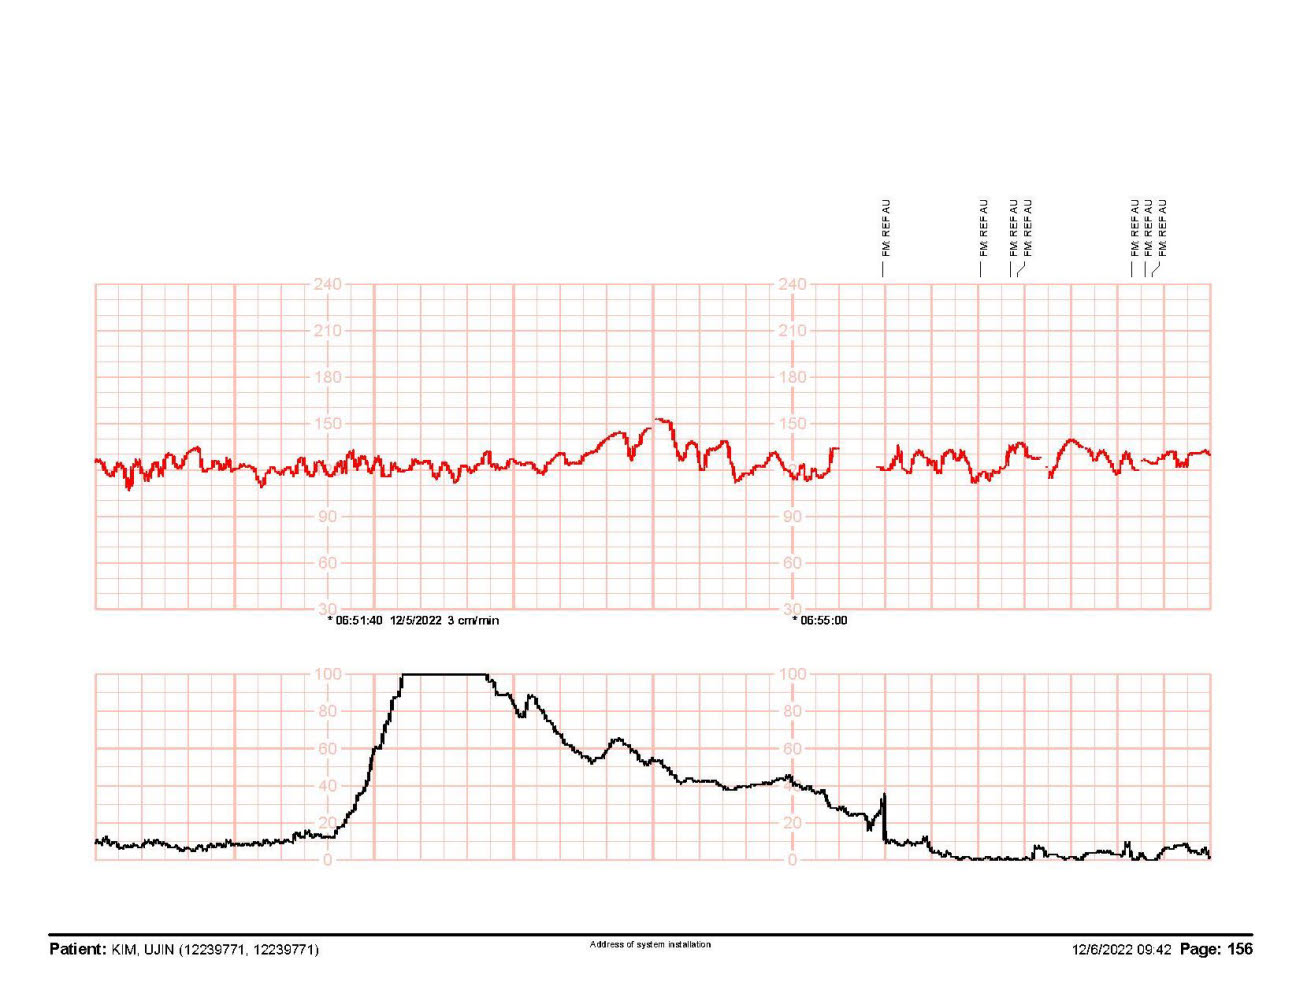 FM: REF AU
FM: REF AU
FM: REF AU
FM: REF AU
FM: REF AU
FM: REF AU
FM: REF AU
240 240
210 210
180 180
150 150
90 90
60 60
30 30
* 06:51:40 12/5/2022 3 cm/min * 06:55:00
100 100
80 80
60 60
40
20 20
0 0
Patient: KIM, UJIN (12239771, 12239771) Address of system installation 12/6/2022 09:42 Page: 156